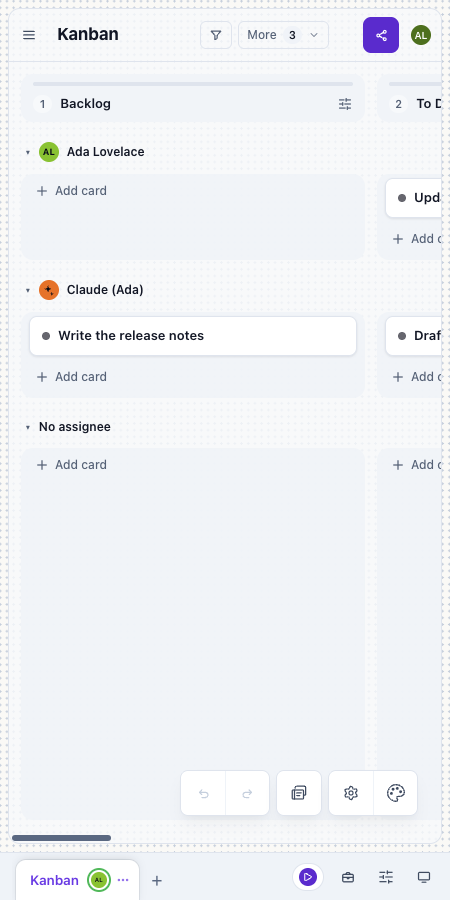 Kanban
More 3
AL
1 Backlog
2 To D
AL Ada Lovelace
Add card
Upd
Add c
Claude (Ada)
Write the release notes
Draf
Add card
Add c
No assignee
Add card
Add c
Kanban AL